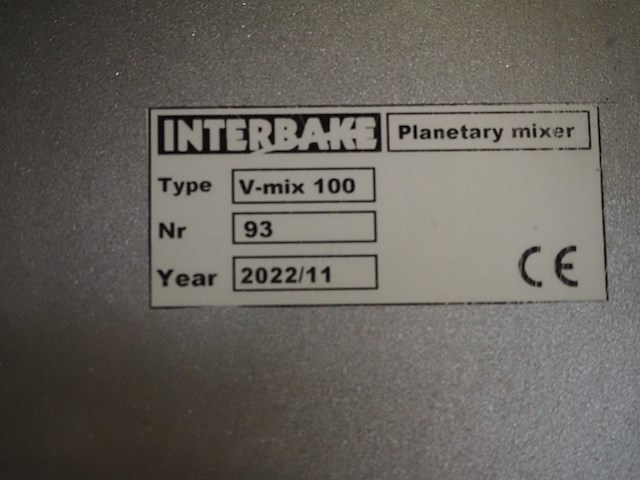 INTERBAKE Planetary mixer
Type V-mix 100
Nr 93
Year 2022/11
CE